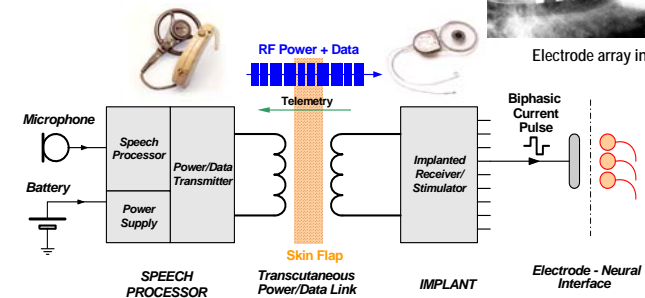 Electrode array in
RF Power + Data
Telemetry
Microphone
Battery
Speech
Processor
Power
Supply
Power/Data
Transmitter
Skin Flap
Implanted
Receiver/
Stimulator
Biphasic
Current
Pulse
SPEECH
PROCESSOR
Transcutaneous
Power/Data Link
IMPLANT
Electrode - Neural
Interface